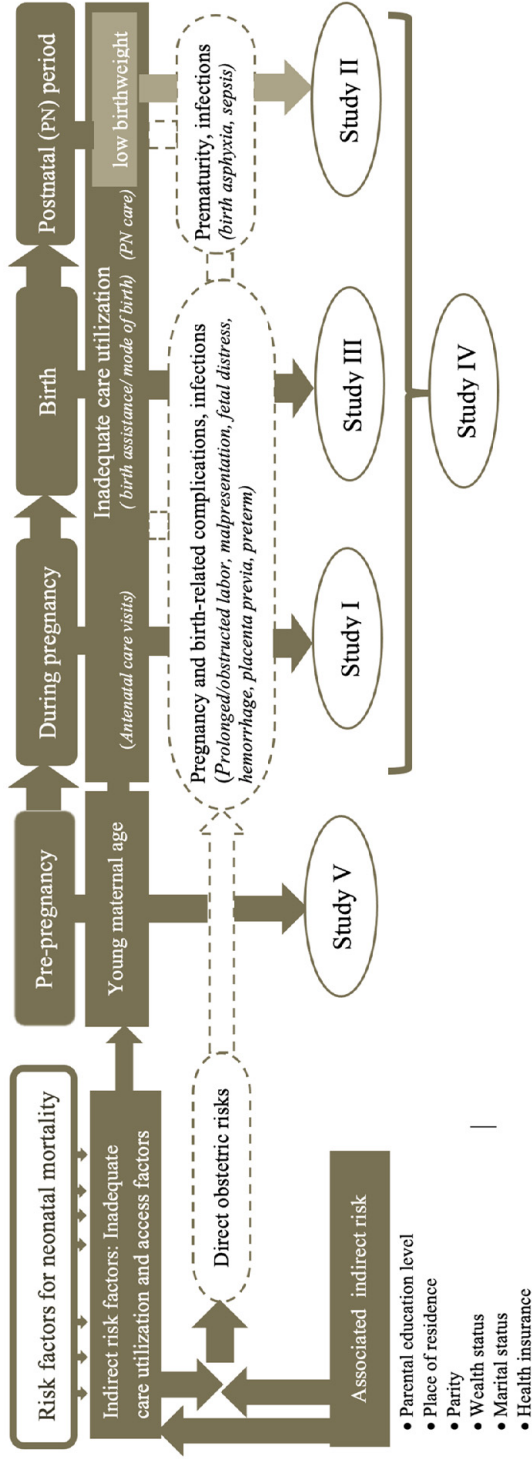 Risk factors for neonatal mortality
Pre-pregnancy
During pregnancy
Birth
Postnatal (PN) period
Indirect risk factors: Inadequate
care utilization and access factors
Young maternal age
Inadequate care utilization
(Antenatal care visits)
( birth assistance/ mode of birth)
(PN care)
low birthweight
Direct obstetric risks
Pregnancy and birth-related complications, infections
(Prolonged/obstructed labor, malpresentation, fetal distress,
hemorrhage, placenta previa, preterm)
Prematurity, infections
(birth asphyxia, sepsis)
Associated indirect risk
• Parental education level
• Place of residence
• Parity
• Wealth status
• Marital status
• Health insurance
Study V
Study I
Study III
Study II
Study IV